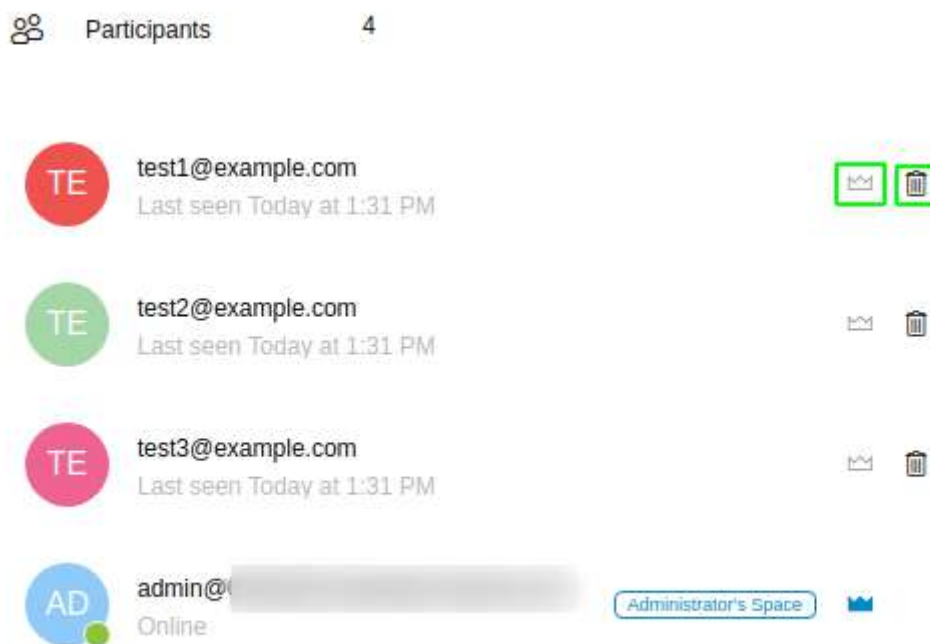 Participants 4
TE
test1@example.com
Last seen Today at 1:31 PM
TE
test2@example.com
Last seen Today at 1:31 PM
TE
test3@example.com
Last seen Today at 1:31 PM
AD
admin@
Administrator's Space
Online